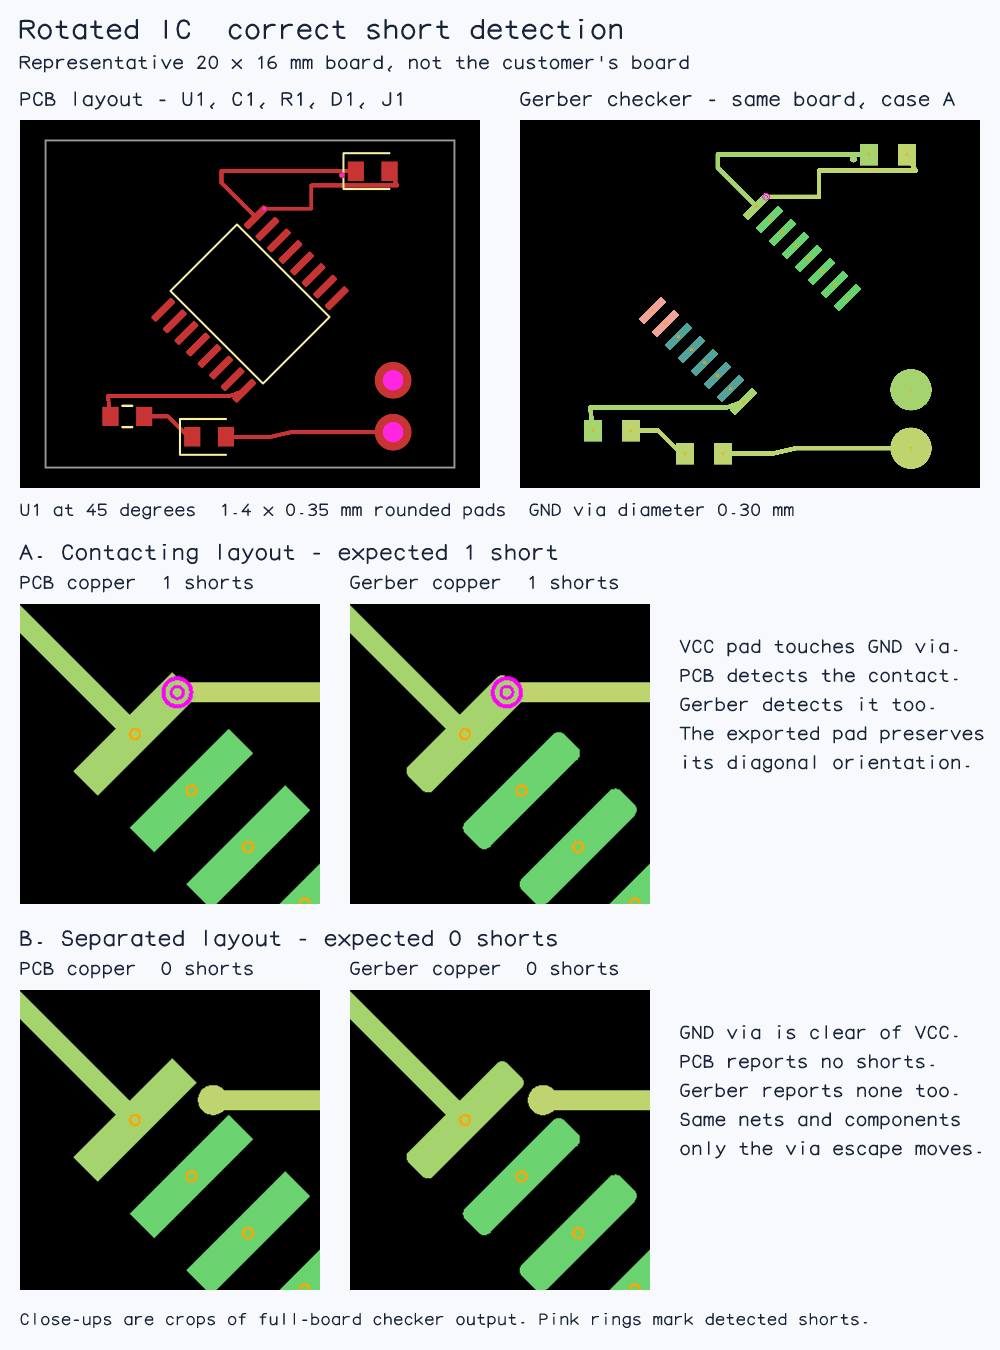 Rotated IC  correct short detection
Representative 20 x 16 mm board, not the customer's board
PCB layout - U1, C1, R1, D1, J1
Gerber checker - same board, case A
U1 at 45 degrees  1.4 x 0.35 mm rounded pads  GND via diameter 0.30 mm
A. Contacting layout - expected 1 short
PCB copper  1 shorts
Gerber copper  1 shorts
VCC pad touches GND via.
PCB detects the contact.
Gerber detects it too.
The exported pad preserves
its diagonal orientation.
B. Separated layout - expected 0 shorts
PCB copper  0 shorts
Gerber copper  0 shorts
GND via is clear of VCC.
PCB reports no shorts.
Gerber reports none too.
Same nets and components
only the via escape moves.
Close-ups are crops of full-board checker output. Pink rings mark detected shorts.